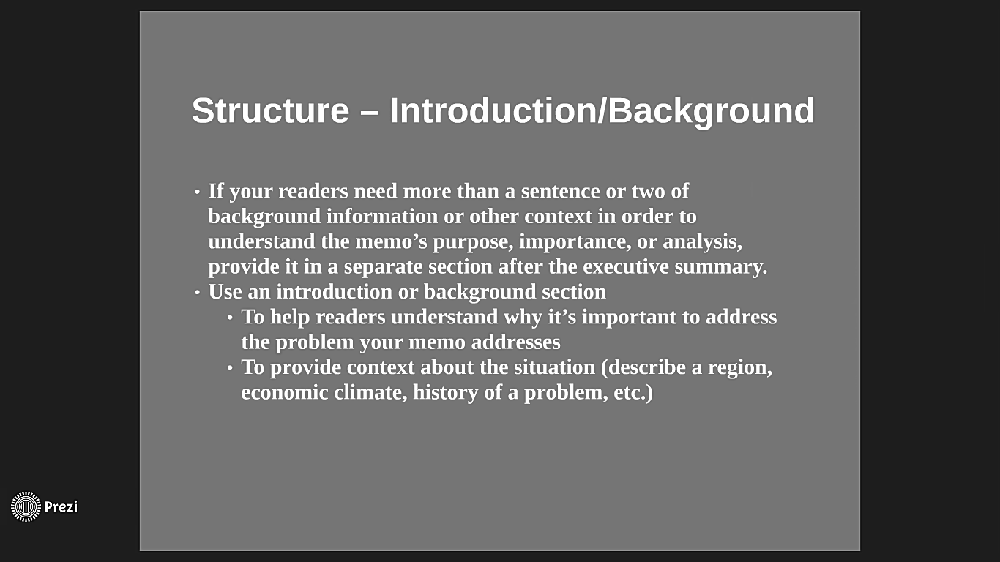 Structure – Introduction/Background
• If your readers need more than a sentence or two of
background information or other context in order to
understand the memo’s purpose, importance, or analysis,
provide it in a separate section after the executive summary.
• Use an introduction or background section
• To help readers understand why it’s important to address
the problem your memo addresses
• To provide context about the situation (describe a region,
economic climate, history of a problem, etc.)
Prezi